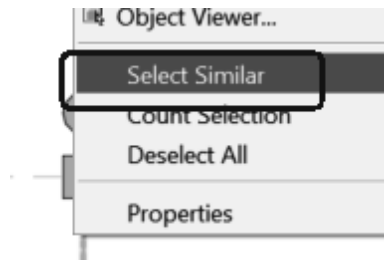 Object Viewer...
Select Similar
Count Selection
Deselect All
Properties